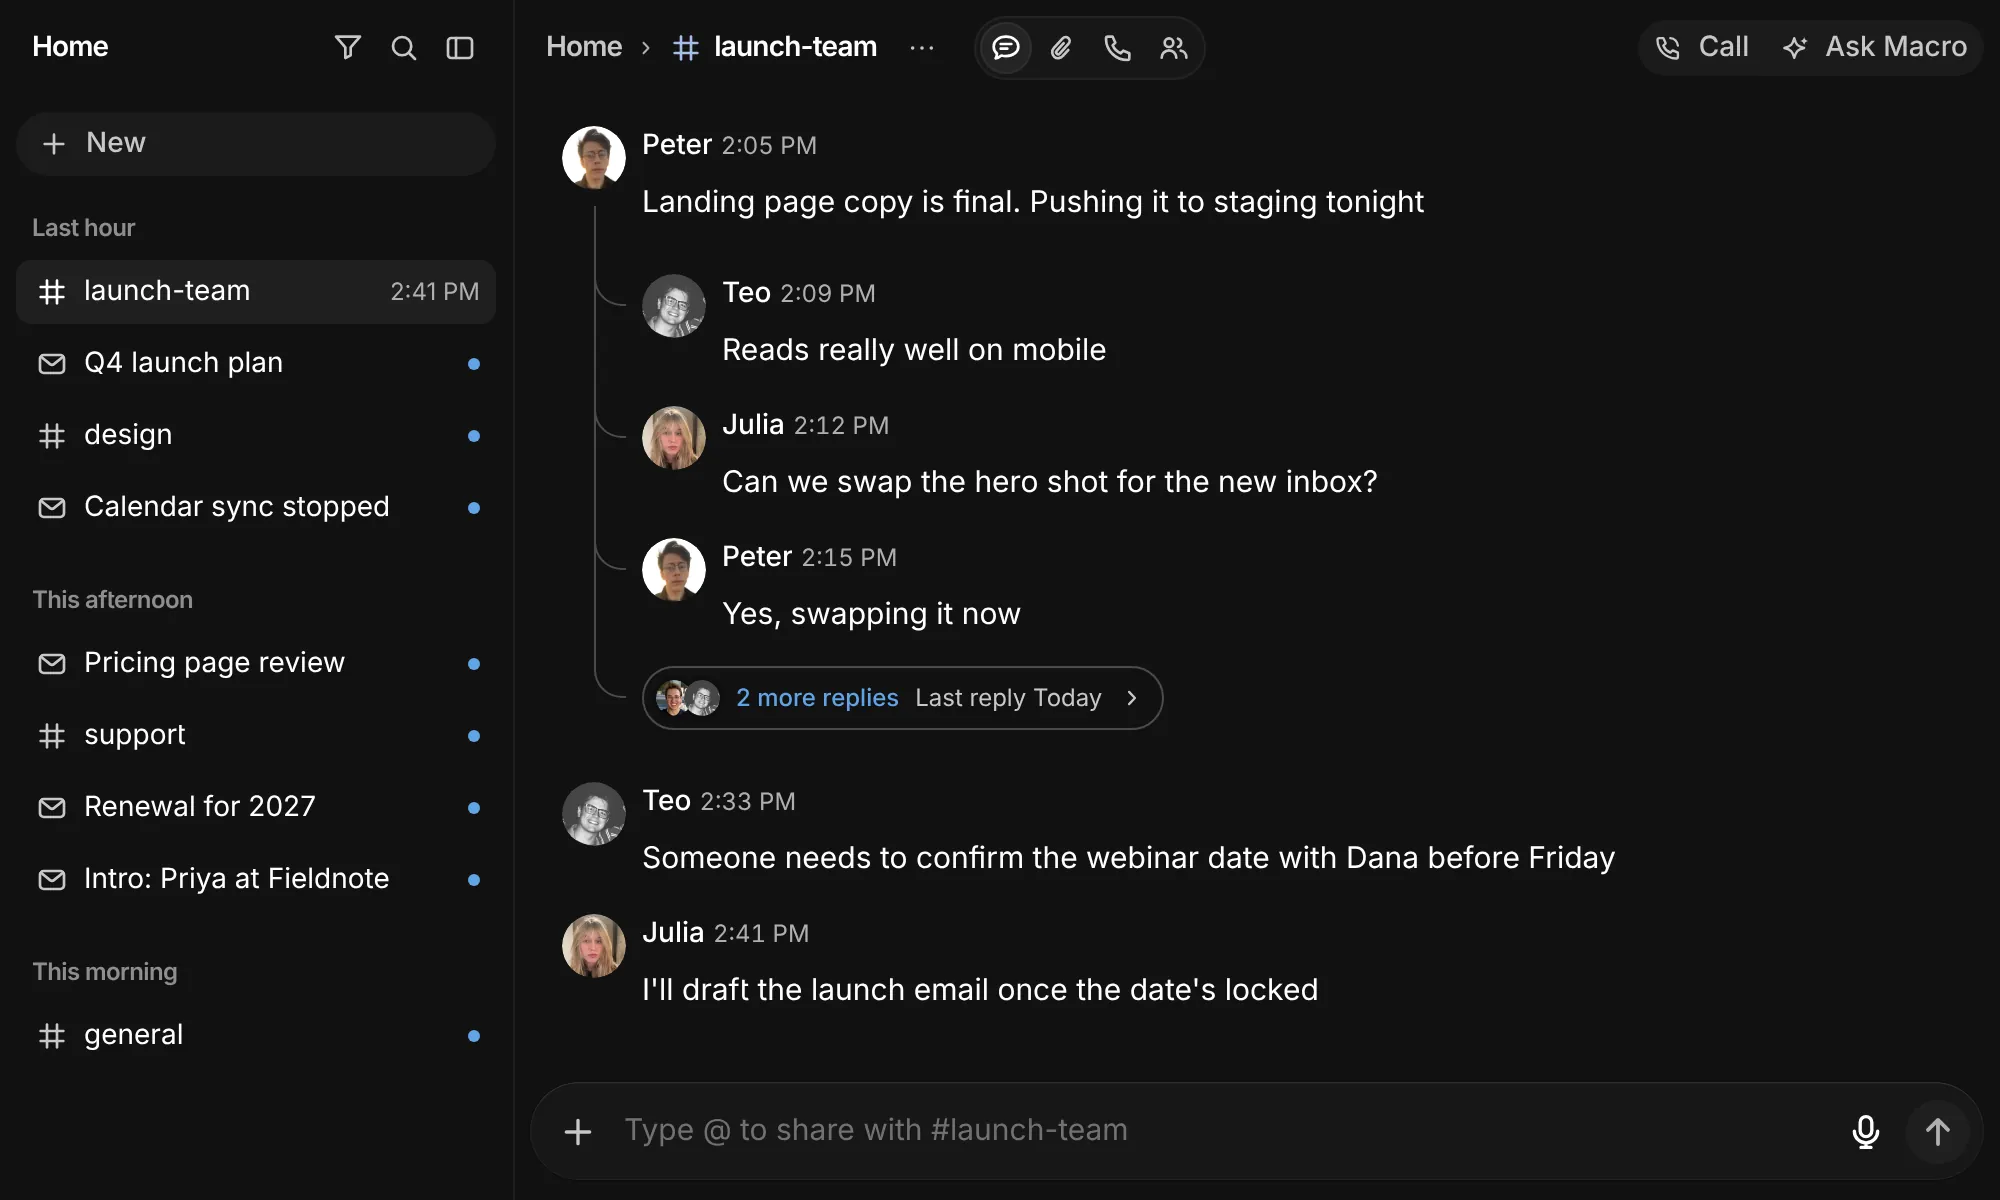 Home
New
Last hour
launch-team 2:41 PM
Q4 launch plan
design
Calendar sync stopped
This afternoon
Pricing page review
support
Renewal for 2027
Intro: Priya at Fieldnote
This morning
general
Home › # launch-team ...
Call Ask Macro
Peter 2:05 PM
Landing page copy is final. Pushing it to staging tonight
Teo 2:09 PM
Reads really well on mobile
Julia 2:12 PM
Can we swap the hero shot for the new inbox?
Peter 2:15 PM
Yes, swapping it now
2 more replies Last reply Today
Teo 2:33 PM
Someone needs to confirm the webinar date with Dana before Friday
Julia 2:41 PM
I'll draft the launch email once the date's locked
Type @ to share with #launch-team